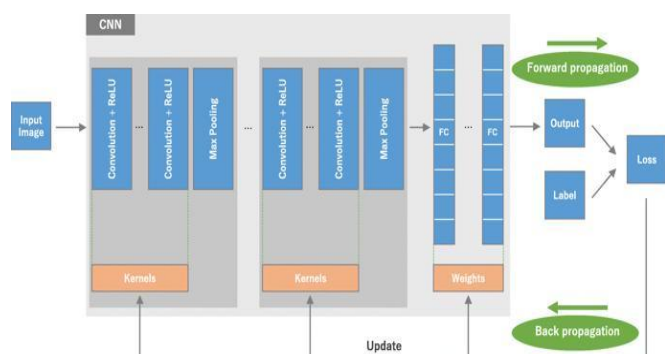 CNN
Forward propagation
Input
Image
Convolution + ReLU
...
Convolution + ReLU
Max Pooling
...
Convolution + ReLU
...
Convolution + ReLU
Max Pooling
FC
...
FC
Output
Label
Loss
Kernels
Kernels
Weights
Back propagation
Update